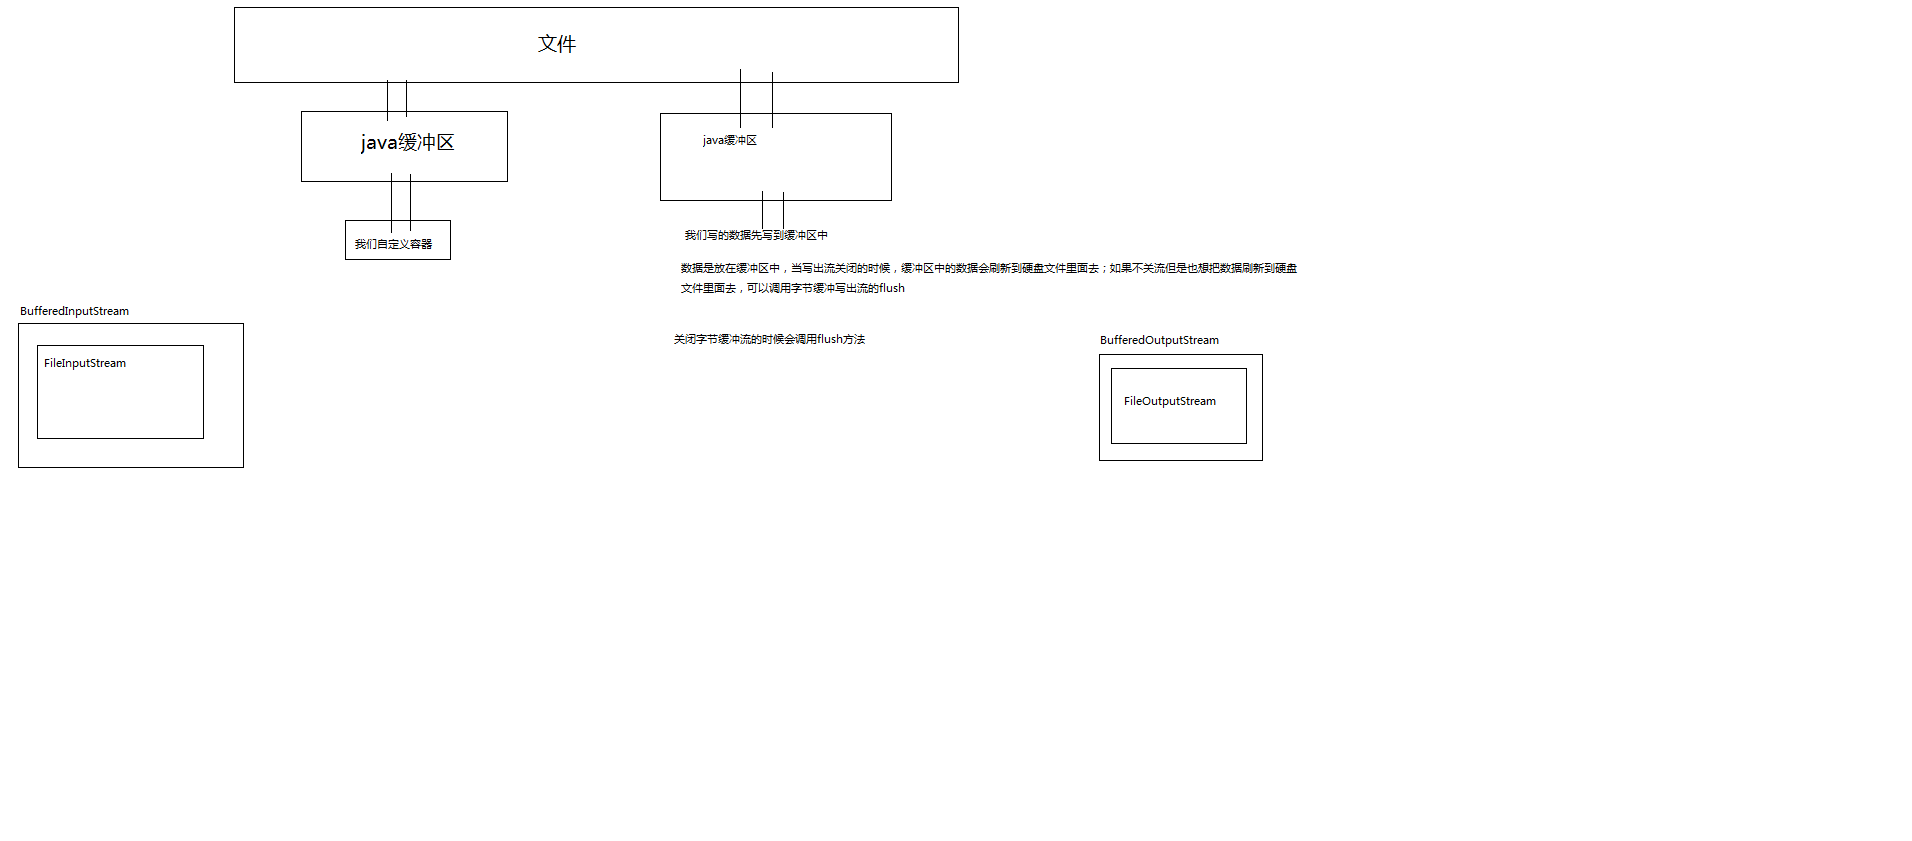 文件
java缓冲区
java缓冲区
我们自定义容器
我们写的数据先写到缓冲区中
数据是放在缓冲区中，当写出流关闭的时候，缓冲区中的数据会刷新到硬盘文件里面去；如果不关流但是也想把数据刷新到硬盘
文件里面去，可以调用字节缓冲写出流的flush
BufferedInputStream
FileInputStream
关闭字节缓冲流的时候会调用flush方法
BufferedOutputStream
FileOutputStream